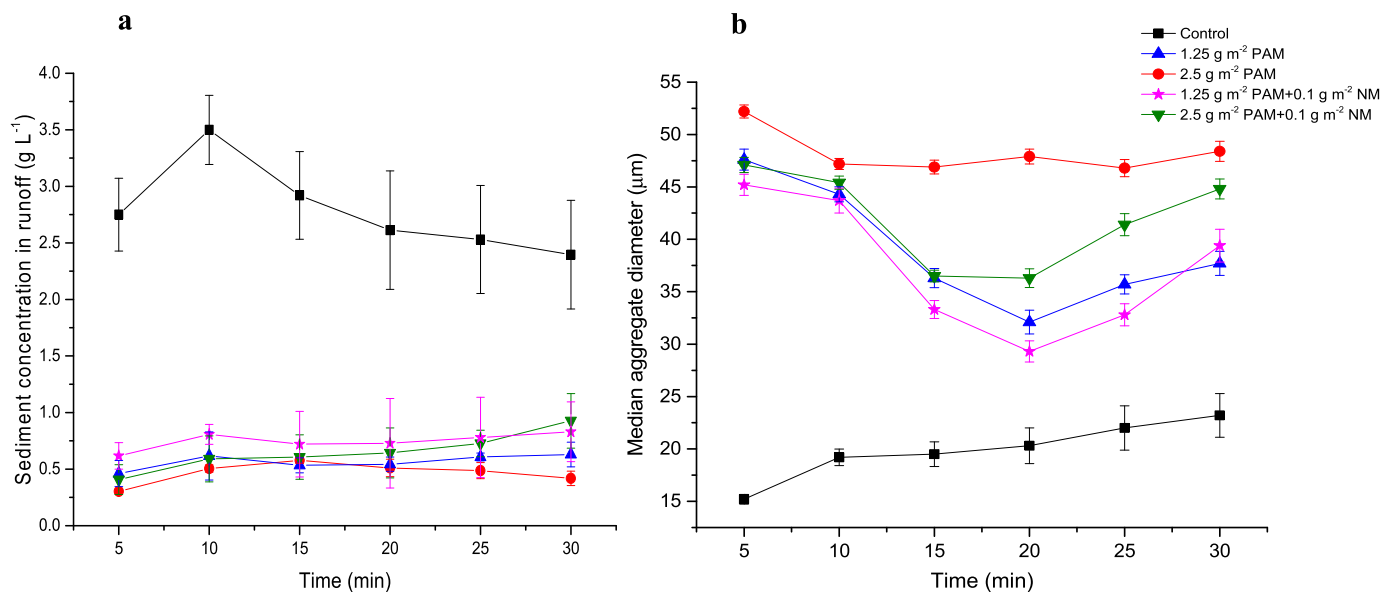 a
4.0
3.5
3.0
2.5
2.0
1.5
1.0
0.5
0.0
Sediment concentration in runoff (g L⁻¹)
5 10 15 20 25 30
Time (min)
b
Control
1.25 g m⁻² PAM
2.5 g m⁻² PAM
1.25 g m⁻² PAM+0.1 g m⁻² NM
2.5 g m⁻² PAM+0.1 g m⁻² NM
55
50
45
40
35
30
25
20
15
Median aggregate diameter (μm)
5 10 15 20 25 30
Time (min)